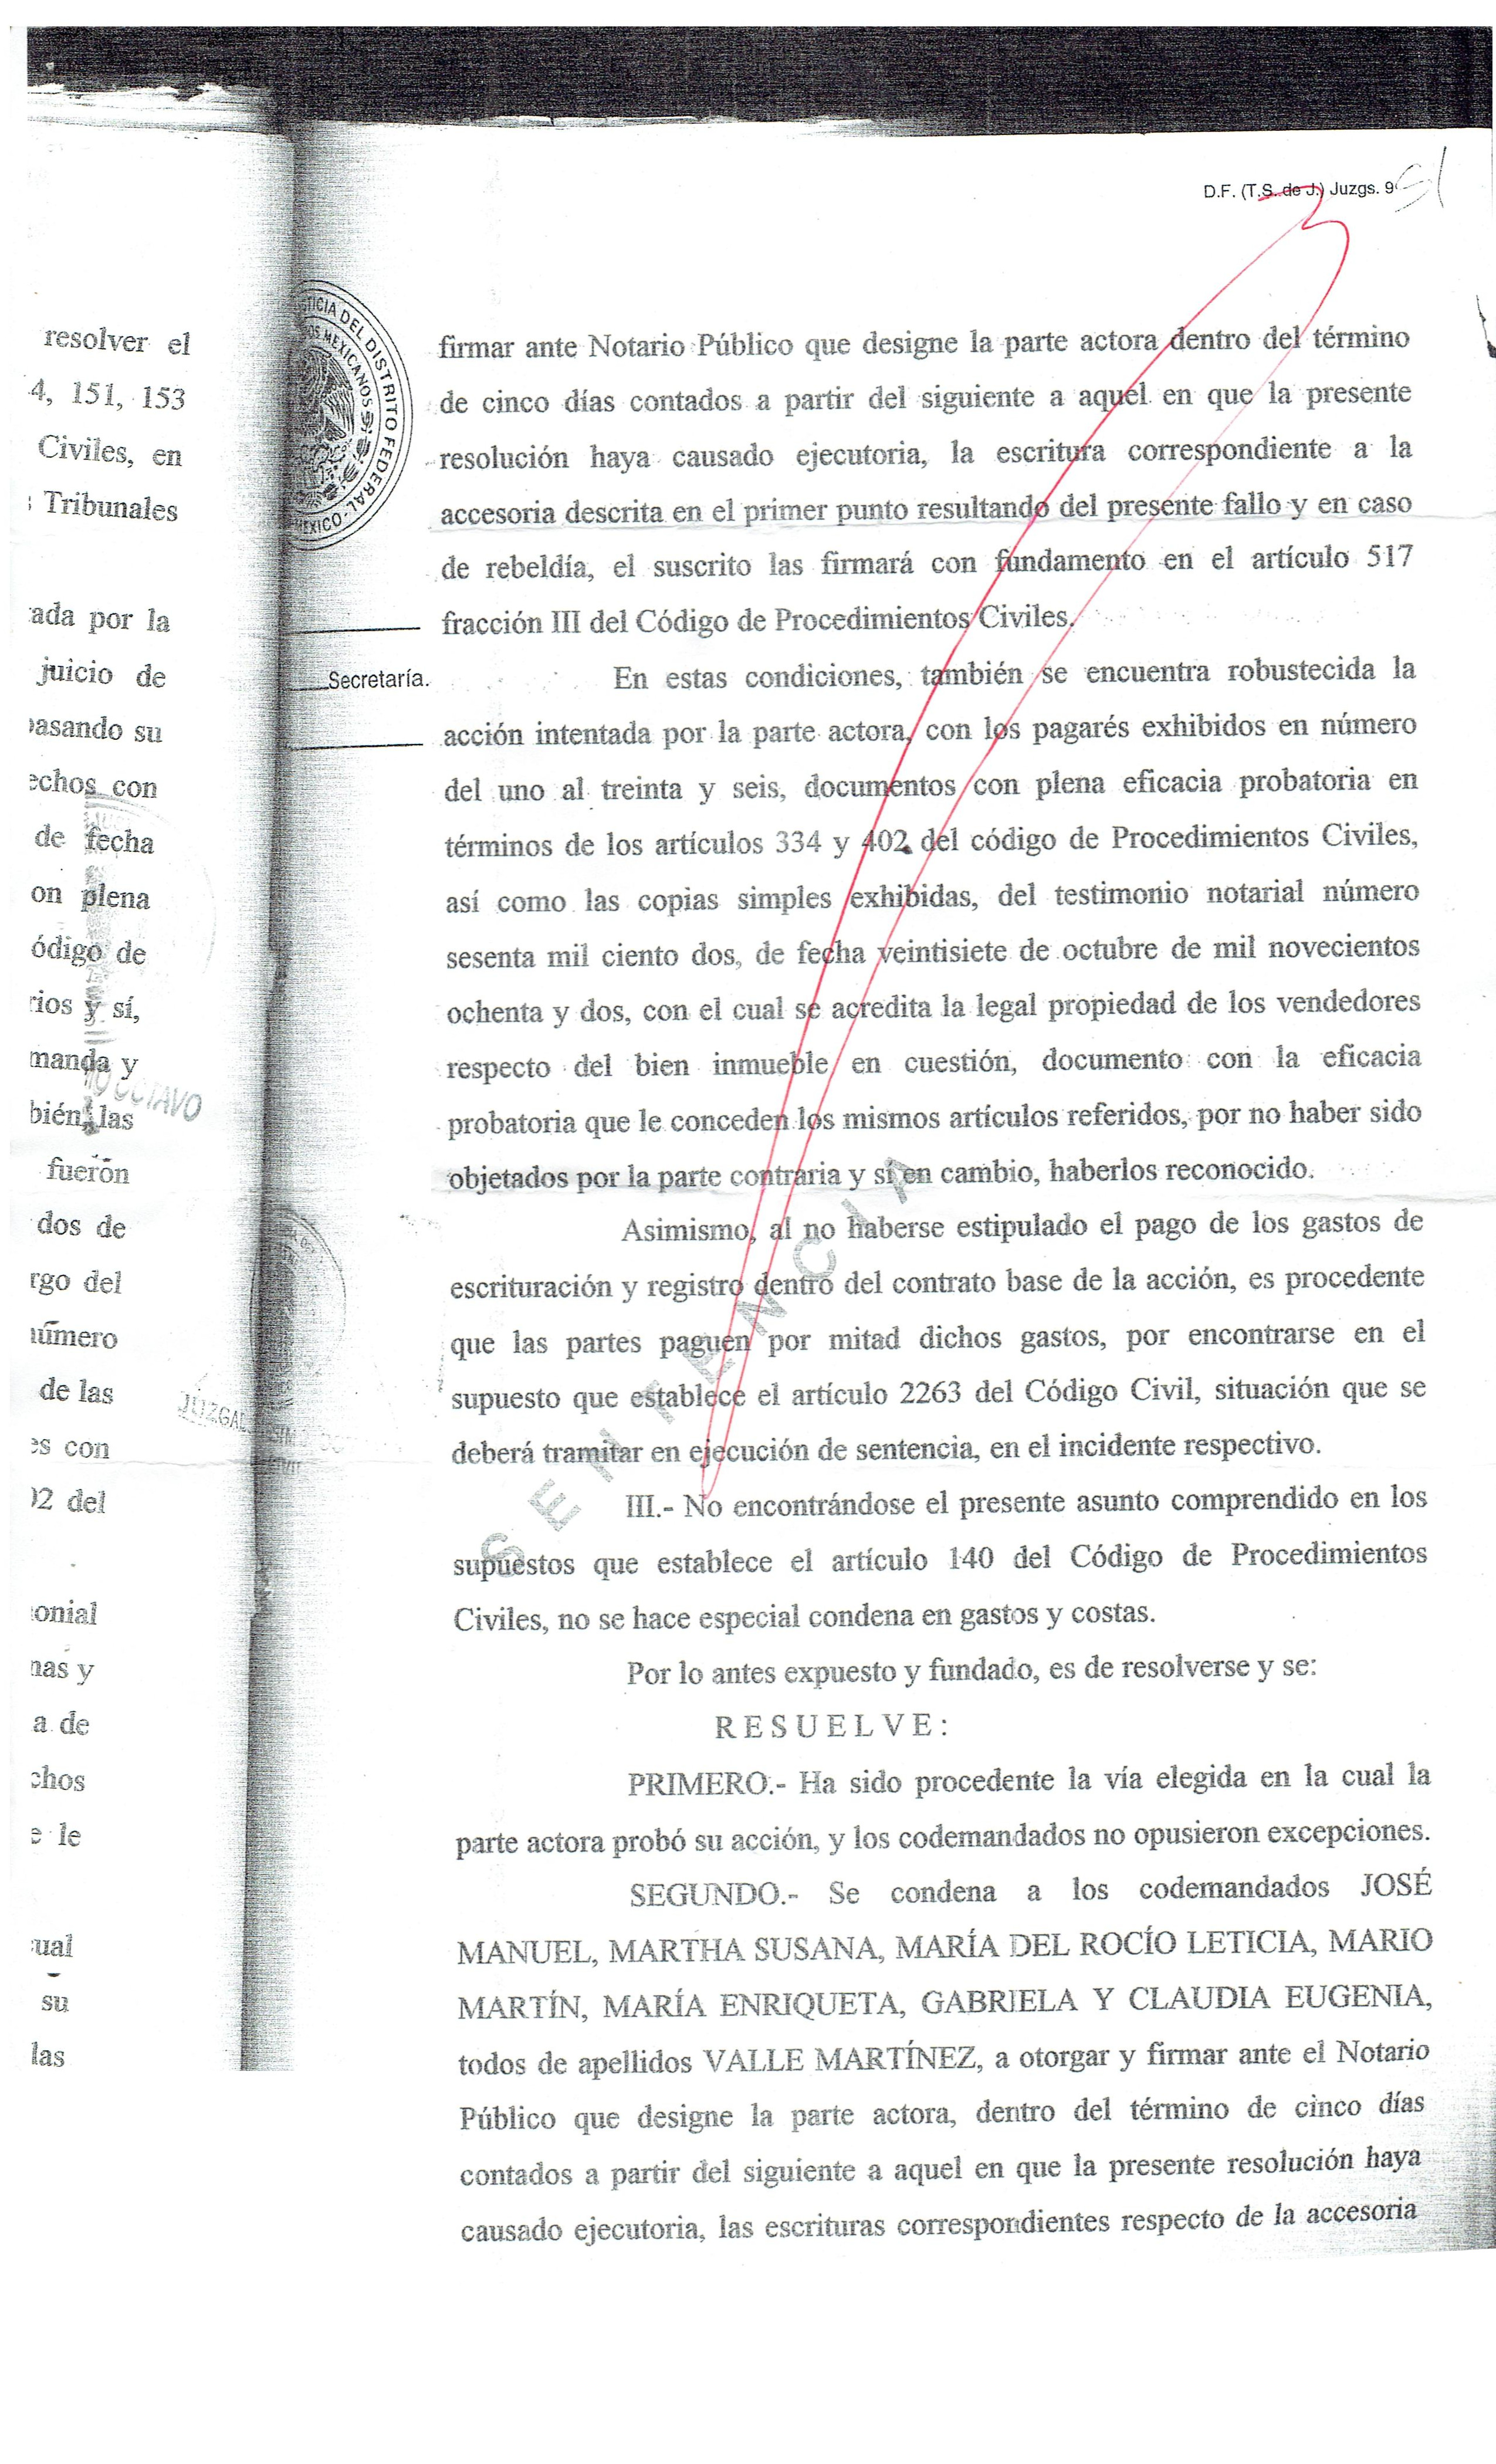 D.F. (T.S. de J.) Juzgs. 9
51
resolver el
4, 151, 153
Civiles, en
Tribunales
ada por la
juicio de
asando su
echos con
de fecha
on plena
ódigo de
rios y sí,
manda y
bién las
fueron
dos de
rgo del
número
de las
es con
02 del
onial
nas y
a de
chos
e le
cual
su
las
TICIA DEL DISTRITO FEDERAL
OS MEXICANOS
MEXICO
OCTAVO
JUZGAD
Secretaría.
SENTENCIA
firmar ante Notario Público que designe la parte actora dentro del término
de cinco días contados a partir del siguiente a aquel en que la presente
resolución haya causado ejecutoria, la escritura correspondiente a la
accesoria descrita en el primer punto resultando del presente fallo y en caso
de rebeldía, el suscrito las firmará con fundamento en el artículo 517
fracción III del Código de Procedimientos Civiles.
En estas condiciones, también se encuentra robustecida la
acción intentada por la parte actora, con los pagarés exhibidos en número
del uno al treinta y seis, documentos con plena eficacia probatoria en
términos de los artículos 334 y 402 del código de Procedimientos Civiles,
así como las copias simples exhibidas, del testimonio notarial número
sesenta mil ciento dos, de fecha veintisiete de octubre de mil novecientos
ochenta y dos, con el cual se acredita la legal propiedad de los vendedores
respecto del bien inmueble en cuestión, documento con la eficacia
probatoria que le conceden los mismos artículos referidos, por no haber sido
objetados por la parte contraria y sí en cambio, haberlos reconocido.
Asimismo, al no haberse estipulado el pago de los gastos de
escrituración y registro dentro del contrato base de la acción, es procedente
que las partes paguen por mitad dichos gastos, por encontrarse en el
supuesto que establece el artículo 2263 del Código Civil, situación que se
deberá tramitar en ejecución de sentencia, en el incidente respectivo.
III.- No encontrándose el presente asunto comprendido en los
supuestos que establece el artículo 140 del Código de Procedimientos
Civiles, no se hace especial condena en gastos y costas.
Por lo antes expuesto y fundado, es de resolverse y se:
R E S U E L V E :
PRIMERO.- Ha sido procedente la vía elegida en la cual la
parte actora probó su acción, y los codemandados no opusieron excepciones.
SEGUNDO.- Se condena a los codemandados JOSÉ
MANUEL, MARTHA SUSANA, MARÍA DEL ROCÍO LETICIA, MARIO
MARTÍN, MARÍA ENRIQUETA, GABRIELA Y CLAUDIA EUGENIA,
todos de apellidos VALLE MARTÍNEZ, a otorgar y firmar ante el Notario
Público que designe la parte actora, dentro del término de cinco días
contados a partir del siguiente a aquel en que la presente resolución haya
causado ejecutoria, las escrituras correspondientes respecto de la accesoria